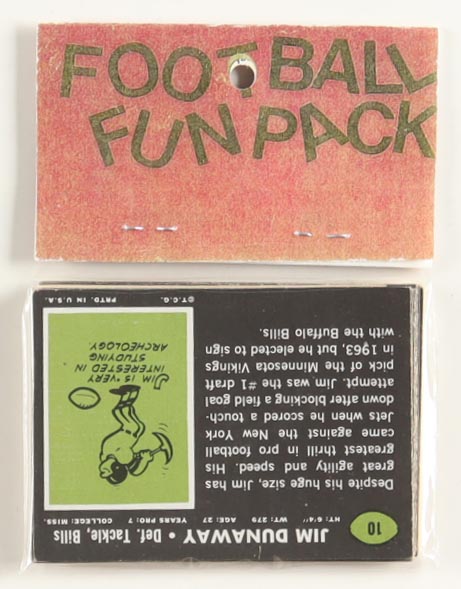 FOOTBALL
FUN PACK
10
JIM DUNAWAY • Def. Tackle, Bills
HT: 6'4" WT: 279 AGE: 27 YEARS PRO: 7 COLLEGE: MISS.
Despite his huge, size, Jim has
great agility and speed. His
greatest thrill in pro football
came against the New York
Jets when he scored a touch-
down after blocking a field goal
attempt. Jim was the #1 draft
pick of the Minnesota Vikings
in 1963, but he elected to sign
with the Buffalo Bills.
JIM IS VERY
INTERESTED IN
STUDYING
ARCHEOLOGY.
©T.C.G. PRTD. IN U.S.A.